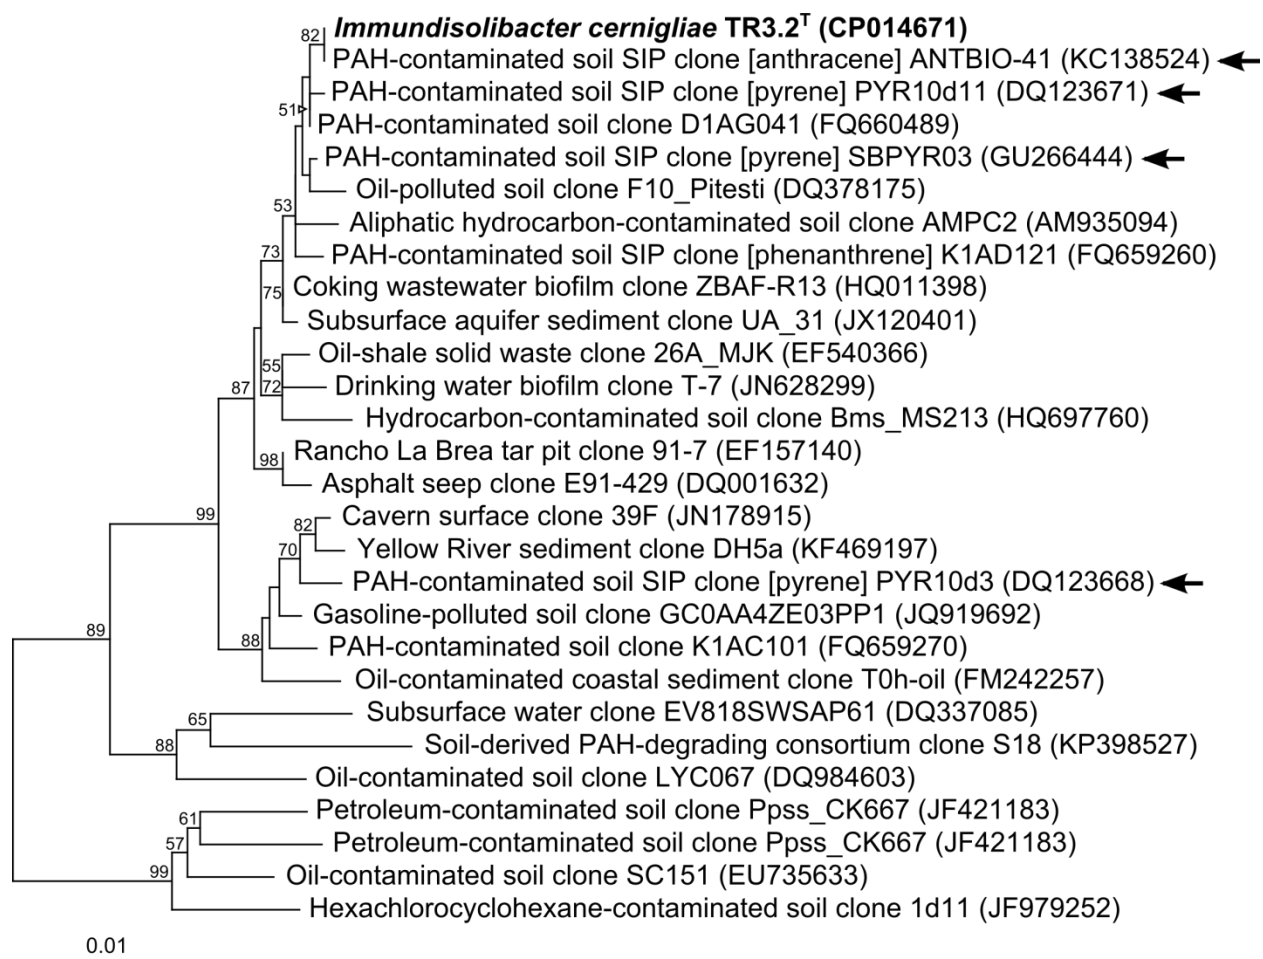 82
Immundisolibacter cernigliae TR3.2T (CP014671)
PAH-contaminated soil SIP clone [anthracene] ANTBIO-41 (KC138524)
PAH-contaminated soil SIP clone [pyrene] PYR10d11 (DQ123671)
51
PAH-contaminated soil clone D1AG041 (FQ660489)
PAH-contaminated soil SIP clone [pyrene] SBPYR03 (GU266444)
Oil-polluted soil clone F10_Pitesti (DQ378175)
53
Aliphatic hydrocarbon-contaminated soil clone AMPC2 (AM935094)
73
PAH-contaminated soil SIP clone [phenanthrene] K1AD121 (FQ659260)
75
Coking wastewater biofilm clone ZBAF-R13 (HQ011398)
Subsurface aquifer sediment clone UA_31 (JX120401)
Oil-shale solid waste clone 26A_MJK (EF540366)
55
87
72
Drinking water biofilm clone T-7 (JN628299)
Hydrocarbon-contaminated soil clone Bms_MS213 (HQ697760)
Rancho La Brea tar pit clone 91-7 (EF157140)
98
Asphalt seep clone E91-429 (DQ001632)
99
Cavern surface clone 39F (JN178915)
82
70
Yellow River sediment clone DH5a (KF469197)
PAH-contaminated soil SIP clone [pyrene] PYR10d3 (DQ123668)
Gasoline-polluted soil clone GC0AA4ZE03PP1 (JQ919692)
89
88
PAH-contaminated soil clone K1AC101 (FQ659270)
Oil-contaminated coastal sediment clone T0h-oil (FM242257)
65
Subsurface water clone EV818SWSAP61 (DQ337085)
88
Soil-derived PAH-degrading consortium clone S18 (KP398527)
Oil-contaminated soil clone LYC067 (DQ984603)
61
Petroleum-contaminated soil clone Ppss_CK667 (JF421183)
57
Petroleum-contaminated soil clone Ppss_CK667 (JF421183)
99
Oil-contaminated soil clone SC151 (EU735633)
Hexachlorocyclohexane-contaminated soil clone 1d11 (JF979252)
0.01